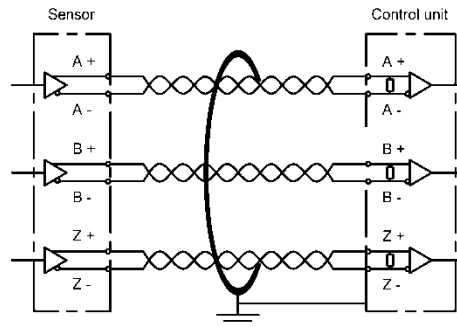 Sensor Control unit
A + A +
A - A -
B + B +
B - B -
Z + Z +
Z - Z -